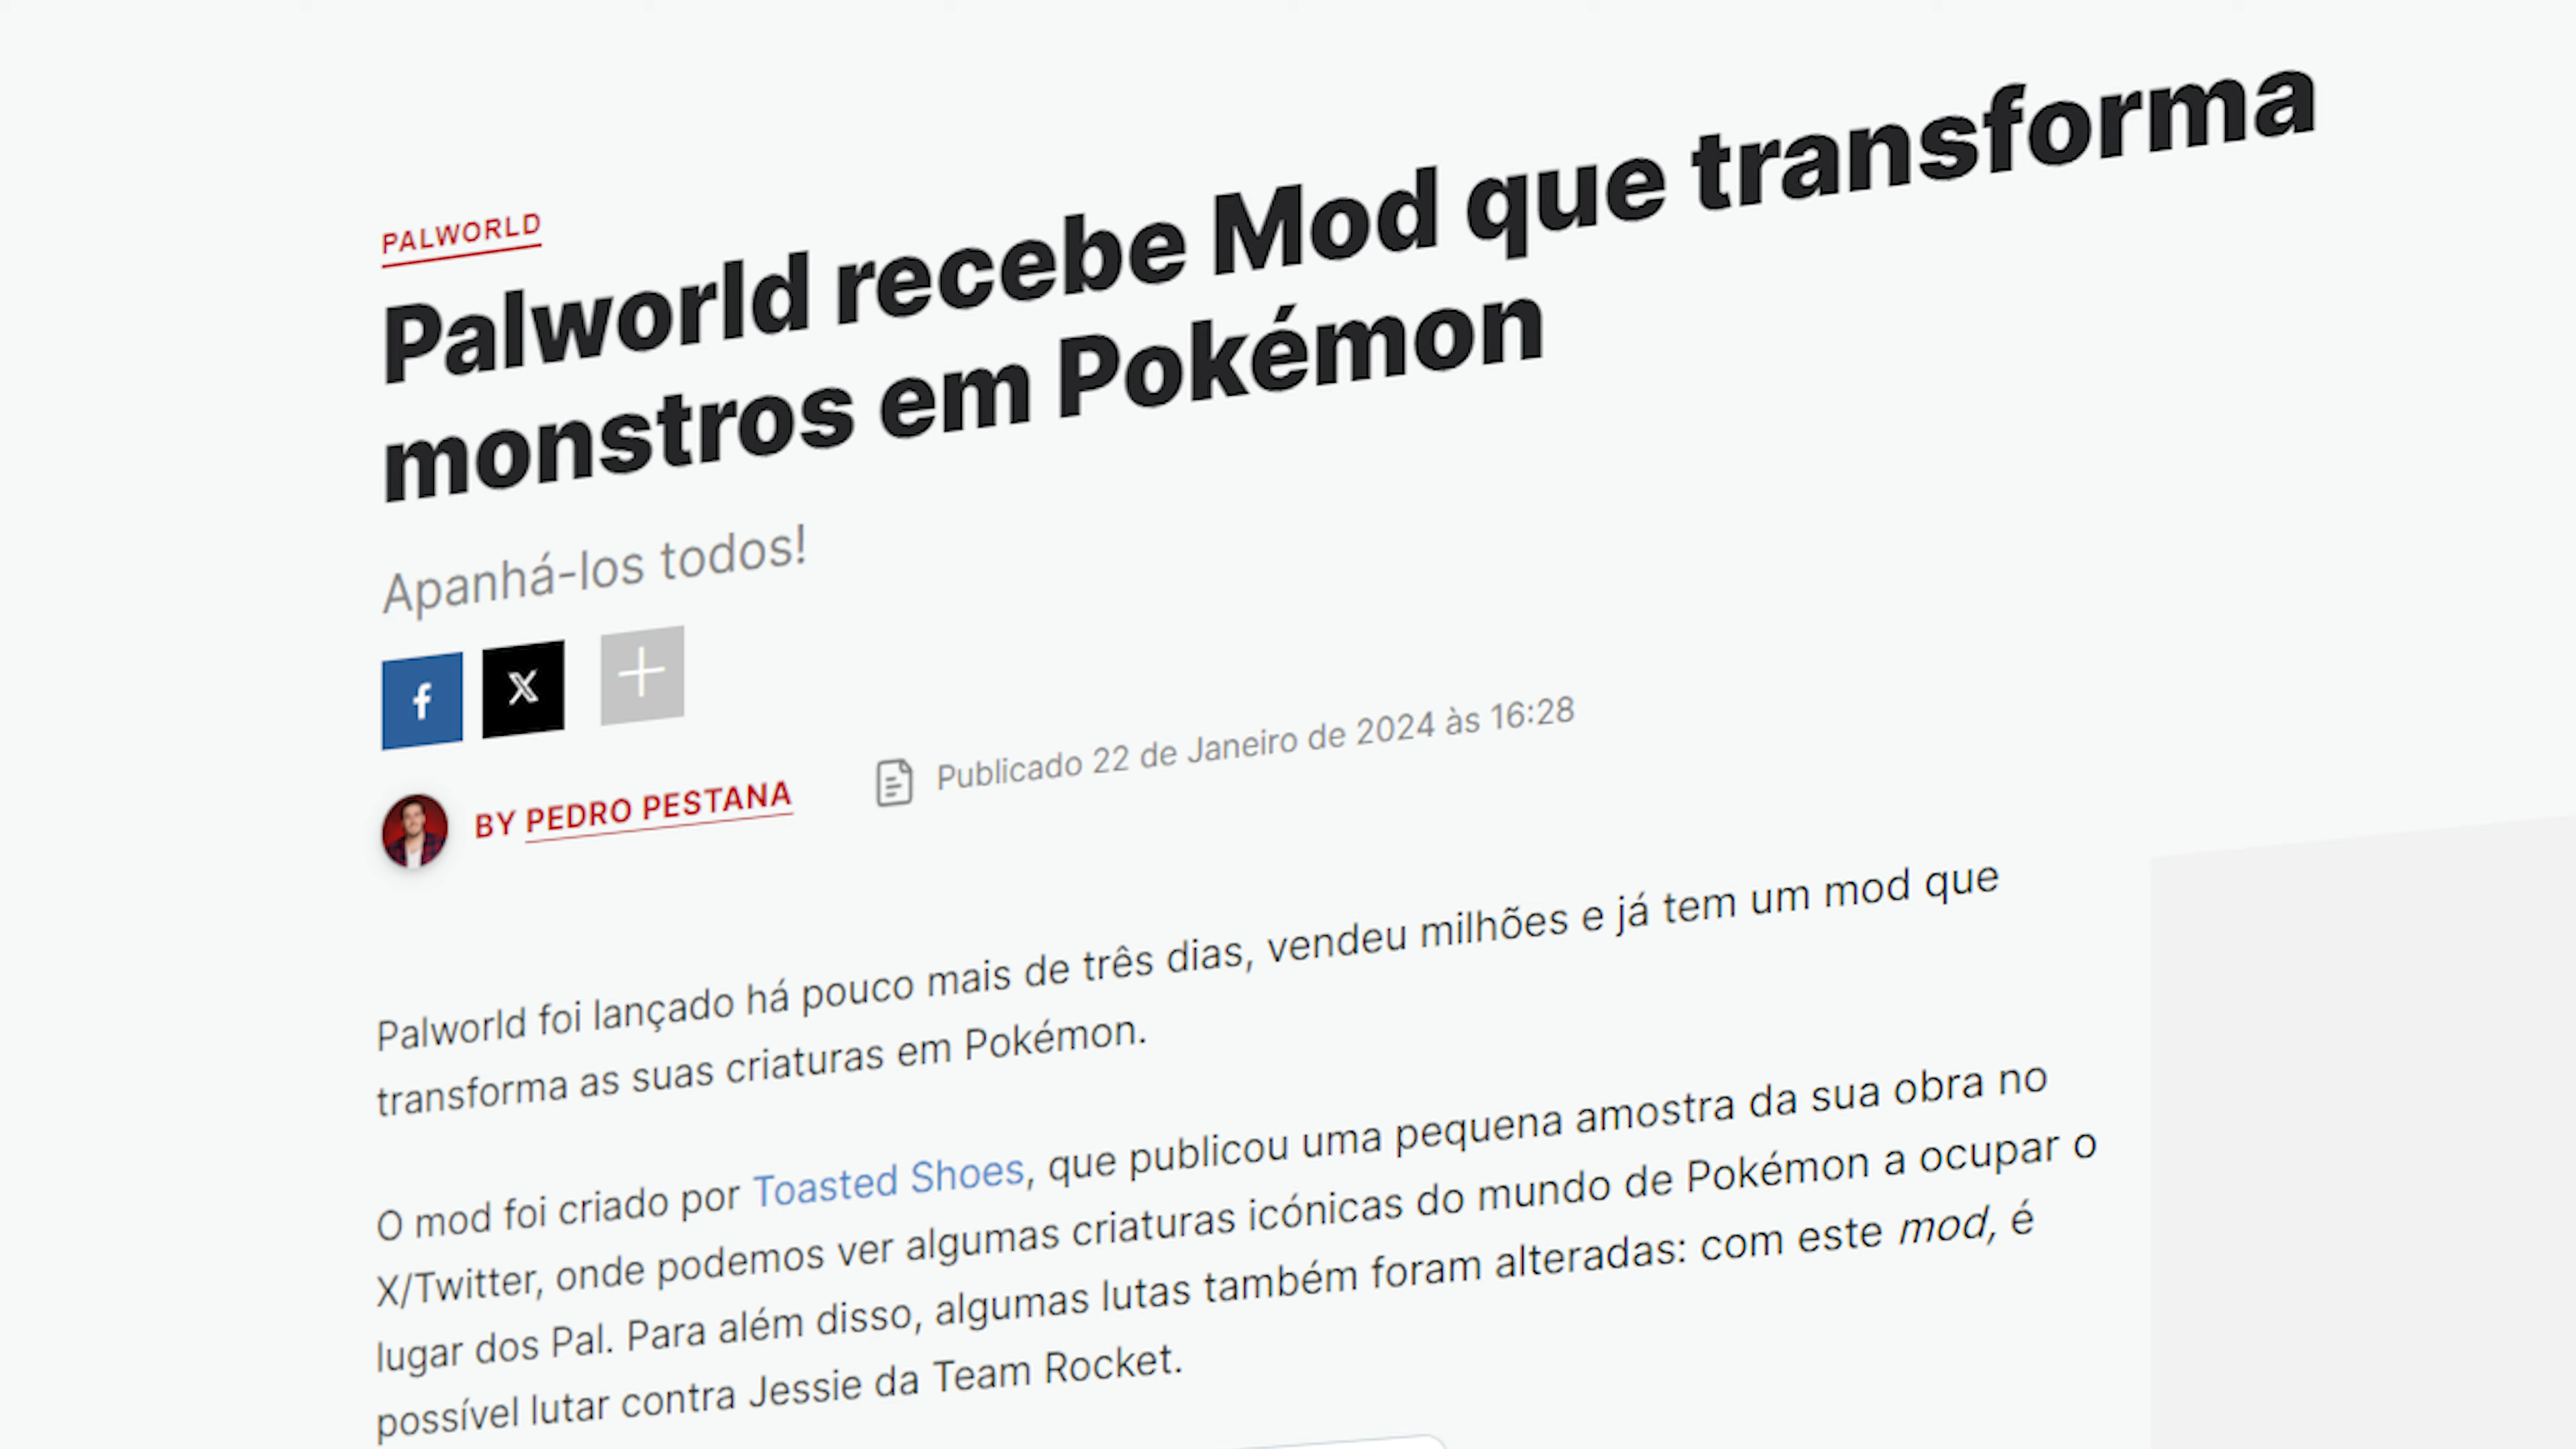 PALWORLD
Palworld recebe Mod que transforma
monstros em Pokémon
Apanhá-los todos!
BY PEDRO PESTANA
Publicado 22 de Janeiro de 2024 às 16:28
Palworld foi lançado há pouco mais de três dias, vendeu milhões e já tem um mod que
transforma as suas criaturas em Pokémon.
O mod foi criado por Toasted Shoes, que publicou uma pequena amostra da sua obra no
X/Twitter, onde podemos ver algumas criaturas icónicas do mundo de Pokémon a ocupar o
lugar dos Pal. Para além disso, algumas lutas também foram alteradas: com este mod, é
possível lutar contra Jessie da Team Rocket.